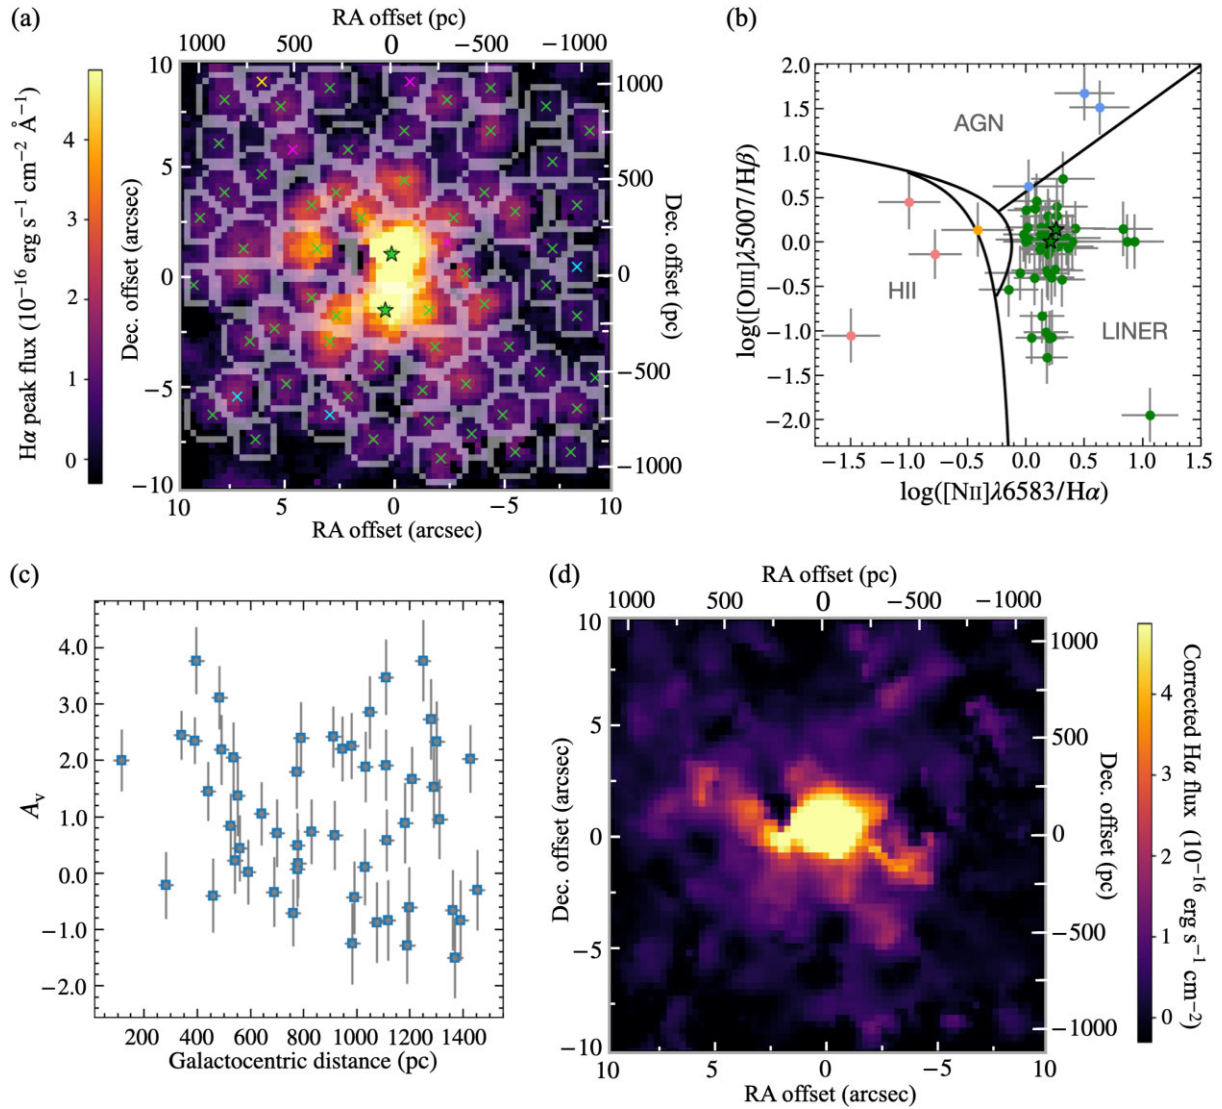 (a)
RA offset (pc)
1000 500 0 −500 −1000
10
5
0
−5
−10
Dec. offset (arcsec)
1000
500
0
−500
−1000
Dec. offset (pc)
10 5 0 −5 −10
RA offset (arcsec)
4
3
2
1
0
Hα peak flux (10⁻¹⁶ erg s⁻¹ cm⁻² Å⁻¹)
(b)
2.0
1.5
1.0
0.5
0.0
−0.5
−1.0
−1.5
−2.0
log([OIII]λ5007/Hβ)
AGN
HII
LINER
−1.5 −1.0 −0.5 0.0 0.5 1.0 1.5
log([NII]λ6583/Hα)
(c)
4.0
3.0
2.0
1.0
0.0
−1.0
−2.0
Aᵥ
200 400 600 800 1000 1200 1400
Galactocentric distance (pc)
(d)
RA offset (pc)
1000 500 0 −500 −1000
10
5
0
−5
−10
Dec. offset (arcsec)
1000
500
0
−500
−1000
Dec. offset (pc)
10 5 0 −5 −10
RA offset (arcsec)
4
3
2
1
0
Corrected Hα flux (10⁻¹⁶ erg s⁻¹ cm⁻²)